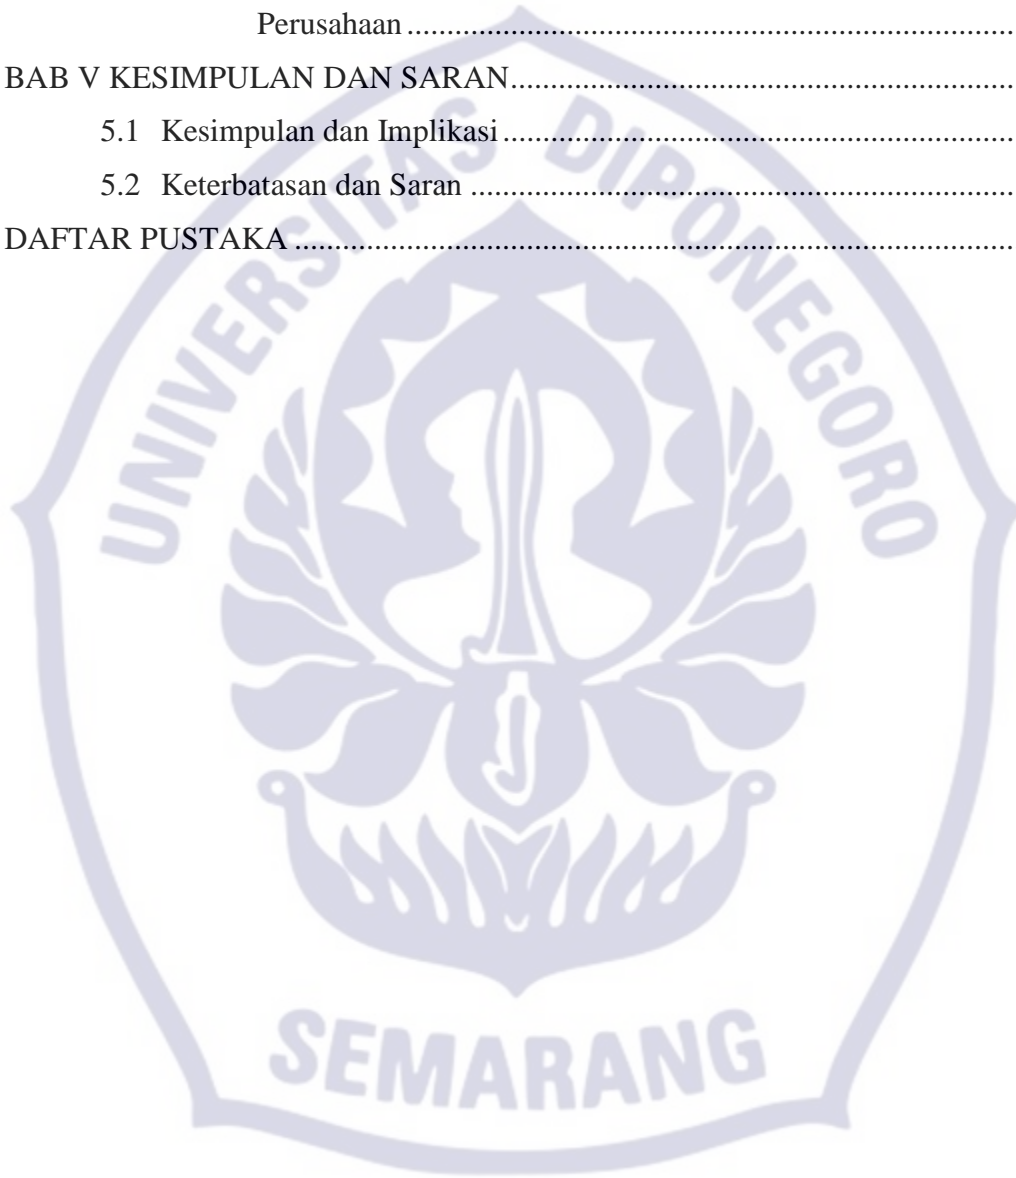 Perusahaan ..........................................................................
BAB V KESIMPULAN DAN SARAN..............................................................
5.1 Kesimpulan dan Implikasi ..............................................................
5.2 Keterbatasan dan Saran ..................................................................
DAFTAR PUSTAKA ........................................................................................
UNIVERSITAS DIPONEGORO
SEMARANG